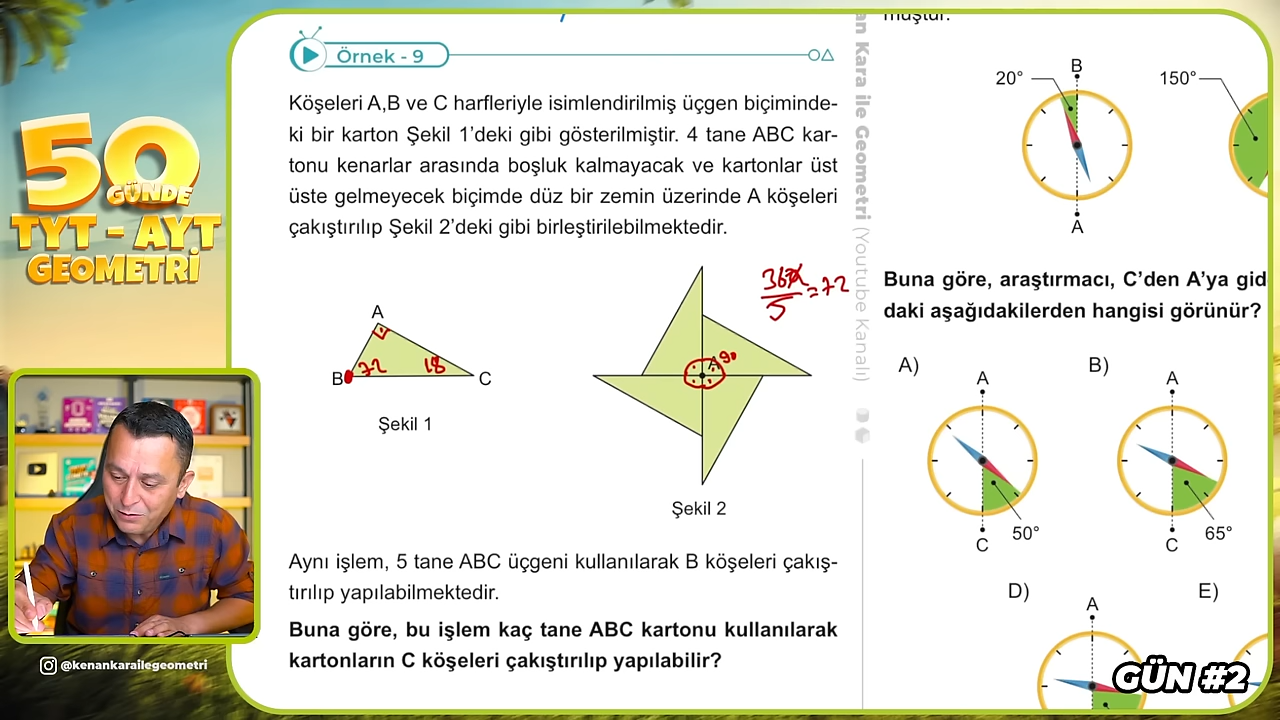 50
GÜNDE
TYT - AYT
GEOMETRİ
Örnek - 9
Köşeleri A,B ve C harfleriyle isimlendirilmiş üçgen biçiminde-
ki bir karton Şekil 1'deki gibi gösterilmiştir. 4 tane ABC kar-
tonu kenarlar arasında boşluk kalmayacak ve kartonlar üst
üste gelmeyecek biçimde düz bir zemin üzerinde A köşeleri
çakıştırılıp Şekil 2'deki gibi birleştirilebilmektedir.
A
72
18
B
C
Şekil 1
90
360
5
=72
Şekil 2
Aynı işlem, 5 tane ABC üçgeni kullanılarak B köşeleri çakış-
tırılıp yapılabilmektedir.
Buna göre, bu işlem kaç tane ABC kartonu kullanılarak
kartonların C köşeleri çakıştırılıp yapılabilir?
an Kara ile Geometri (Youtube Kanalı)
muştur.
B
20°
150°
A
Buna göre, araştırmacı, C'den A'ya gid
daki aşağıdakilerden hangisi görünür?
A)
A
50°
C
B)
A
65°
C
D)
A
E)
@kenankarailegeometri
GÜN #2